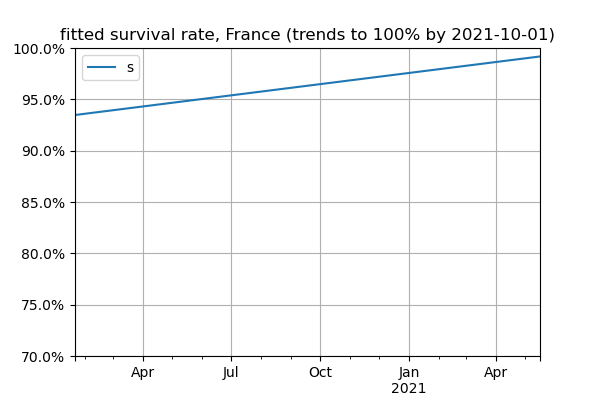 fitted survival rate, France (trends to 100% by 2021-10-01)
100.0%
s
95.0%
90.0%
85.0%
80.0%
75.0%
70.0%
Apr Jul Oct Jan Apr
2021